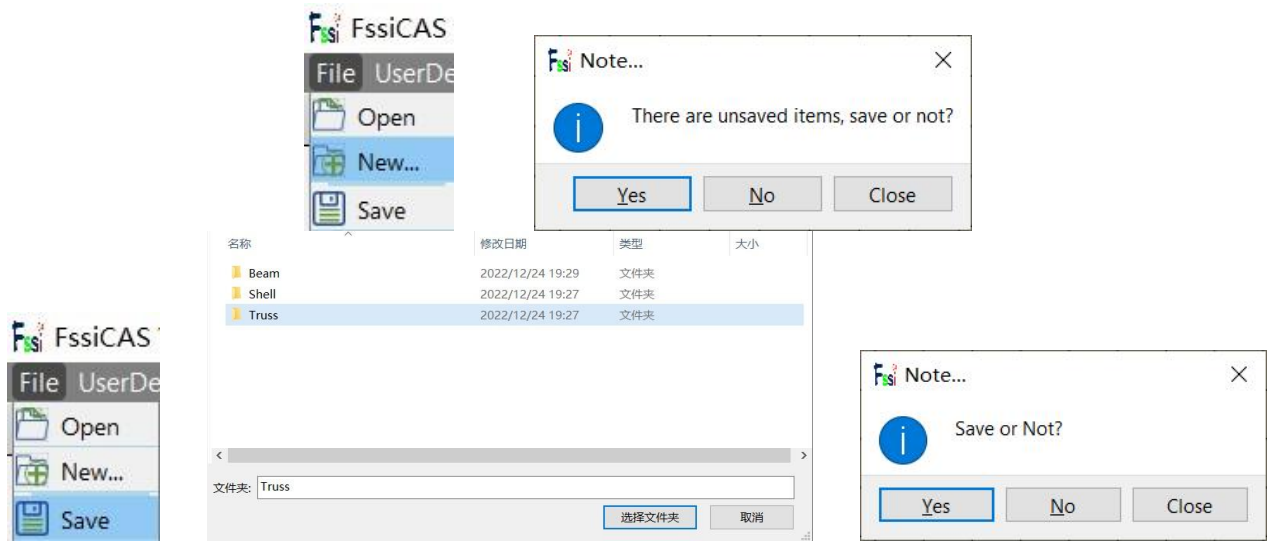 Fssi FssiCAS
File UserDe
Open
New...
Save
Fssi Note...
There are unsaved items, save or not?
Yes No Close
Fssi FssiCAS
File UserDe
Open
New...
Save
名称 修改日期 类型 大小
Beam 2022/12/24 19:29 文件夹
Shell 2022/12/24 19:27 文件夹
Truss 2022/12/24 19:27 文件夹
文件夹: Truss
选择文件夹 取消
Fssi Note...
Save or Not?
Yes No Close